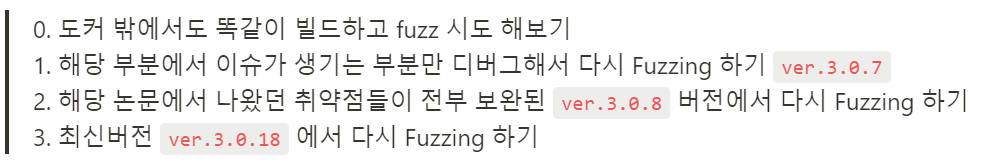 0. 도커 밖에서도 똑같이 빌드하고 fuzz 시도 해보기
1. 해당 부분에서 이슈가 생기는 부분만 디버그해서 다시 Fuzzing 하기 ver.3.0.7
2. 해당 논문에서 나왔던 취약점들이 전부 보완된 ver.3.0.8 버전에서 다시 Fuzzing 하기
3. 최신버전 ver.3.0.18 에서 다시 Fuzzing 하기